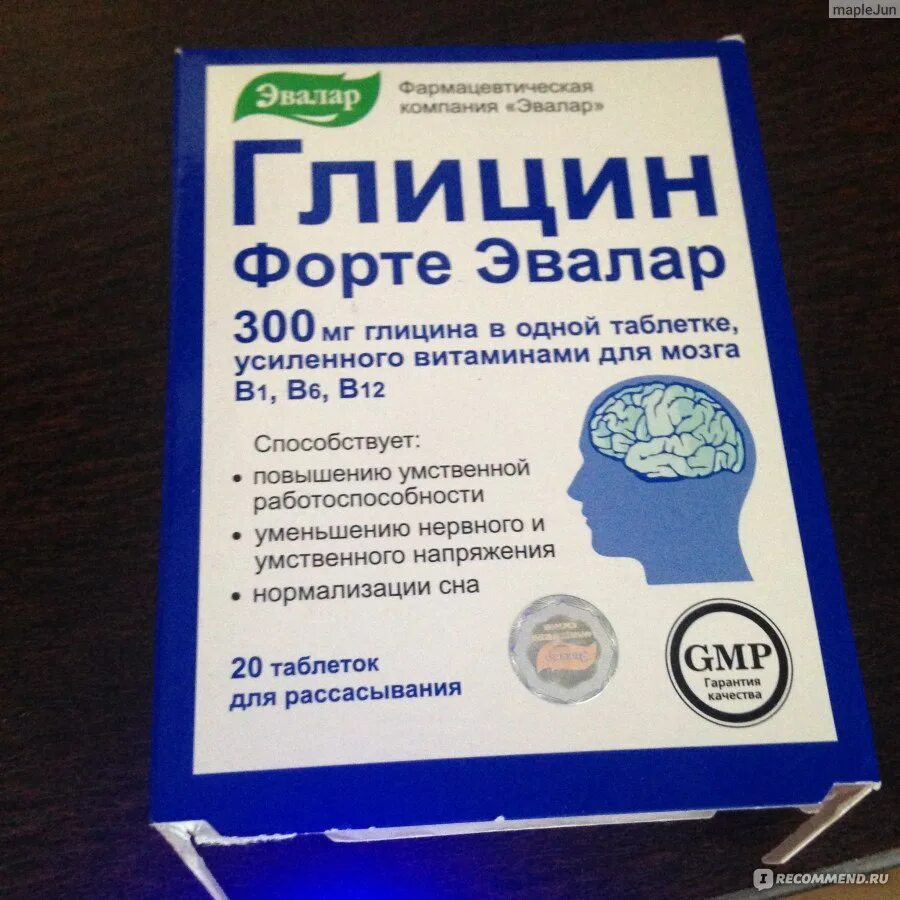 mapleJun
Эвалар
Фармацевтическая
компания «Эвалар»
Глицин
Форте Эвалар
300 мг глицина в одной таблетке,
усиленного витаминами для мозга
В1, В6, В12
Способствует:
• повышению умственной
работоспособности
• уменьшению нервного и
умственного напряжения
• нормализации сна
20 таблеток
для рассасывания
GMP
Гарантия
качества
IRECOMMEND.RU